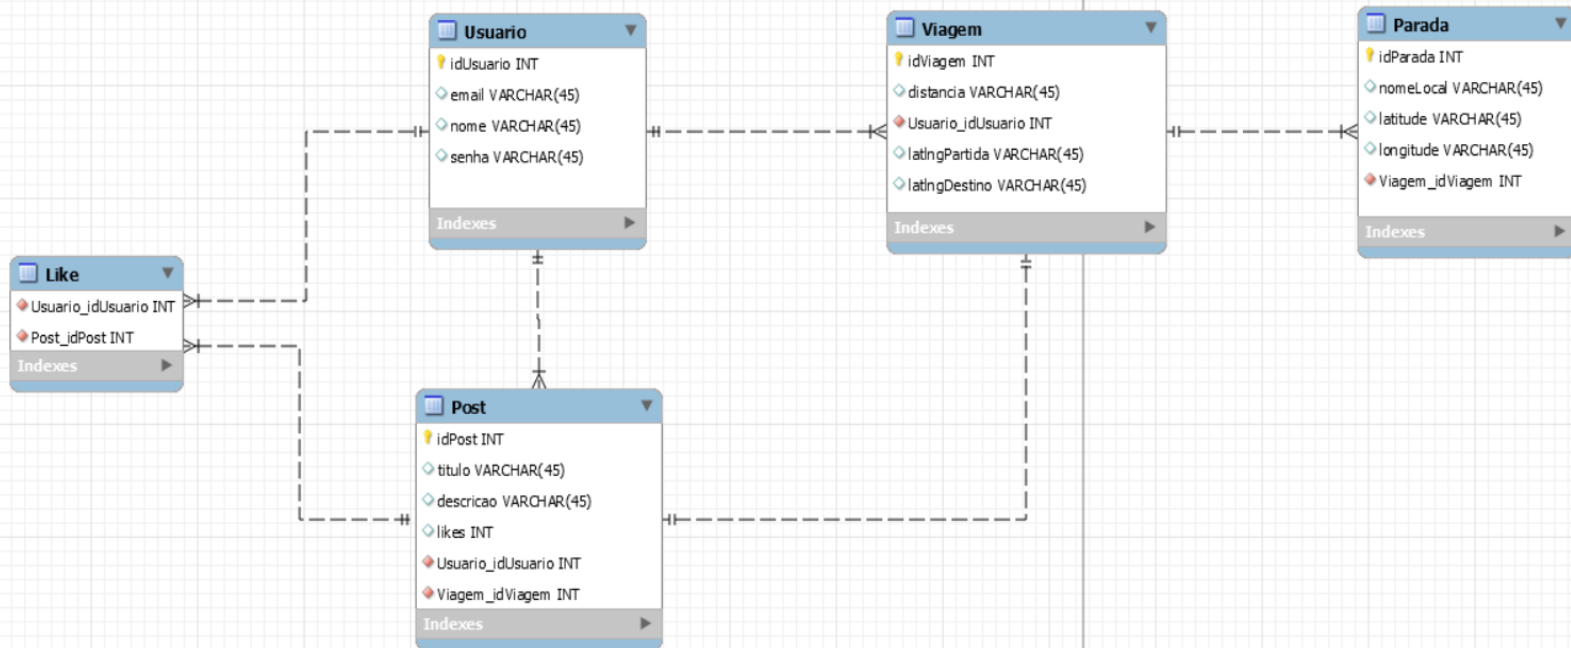 Usuario
idUsuario INT
email VARCHAR(45)
nome VARCHAR(45)
senha VARCHAR(45)
Indexes
Viagem
idViagem INT
distancia VARCHAR(45)
Usuario_idUsuario INT
latlngPartida VARCHAR(45)
latlngDestino VARCHAR(45)
Indexes
Parada
idParada INT
nomeLocal VARCHAR(45)
latitude VARCHAR(45)
longitude VARCHAR(45)
Viagem_idViagem INT
Indexes
Like
Usuario_idUsuario INT
Post_idPost INT
Indexes
Post
idPost INT
titulo VARCHAR(45)
descricao VARCHAR(45)
likes INT
Usuario_idUsuario INT
Viagem_idViagem INT
Indexes